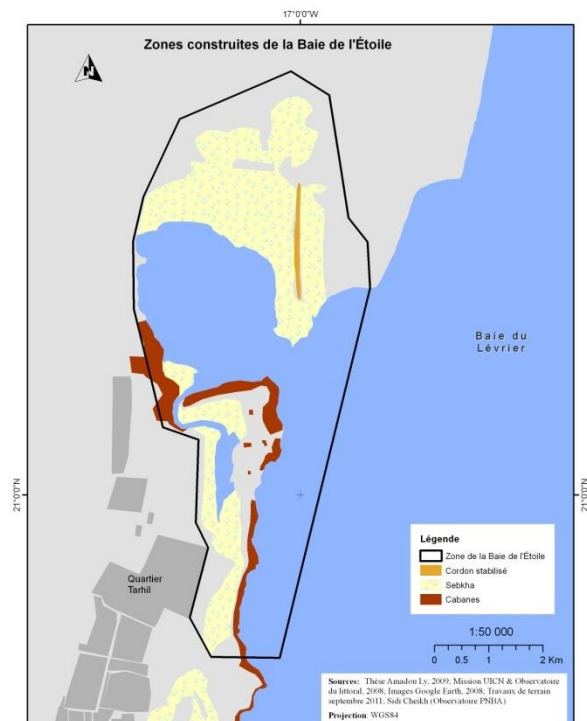 17°0'0"W
Zones construites de la Baie de l'Étoile
N
Baie du
Lévrier
21°0'0"N
21°0'0"N
Quartier
Tarhil
Légende
Zone de la Baie de l'Étoile
Cordon stabilisé
Sebkha
Cabanes
1:50 000
0 0.5 1 2 Km
Sources: Thèse Amadou Ly, 2009; Mission UICN & Observatoire
du littoral, 2008; Images Google Earth, 2008; Travaux de terrain
septembre 2011; Sidi Cheikh (Observatoire PNBA)
Projection: WGS84